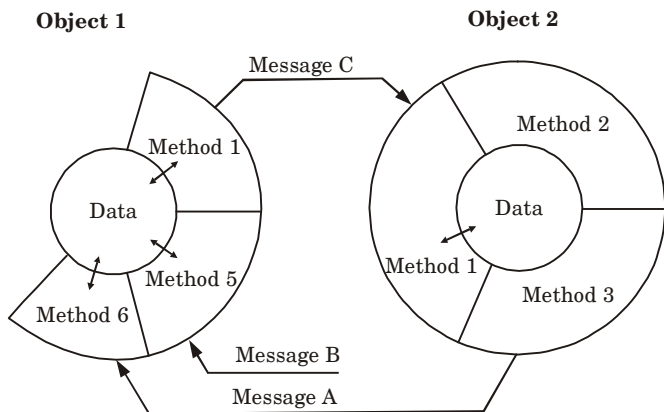 Object 1
Object 2
Message C
Method 1
Method 2
Data
Data
Method 1
Method 5
Method 6
Method 3
Message B
Message A